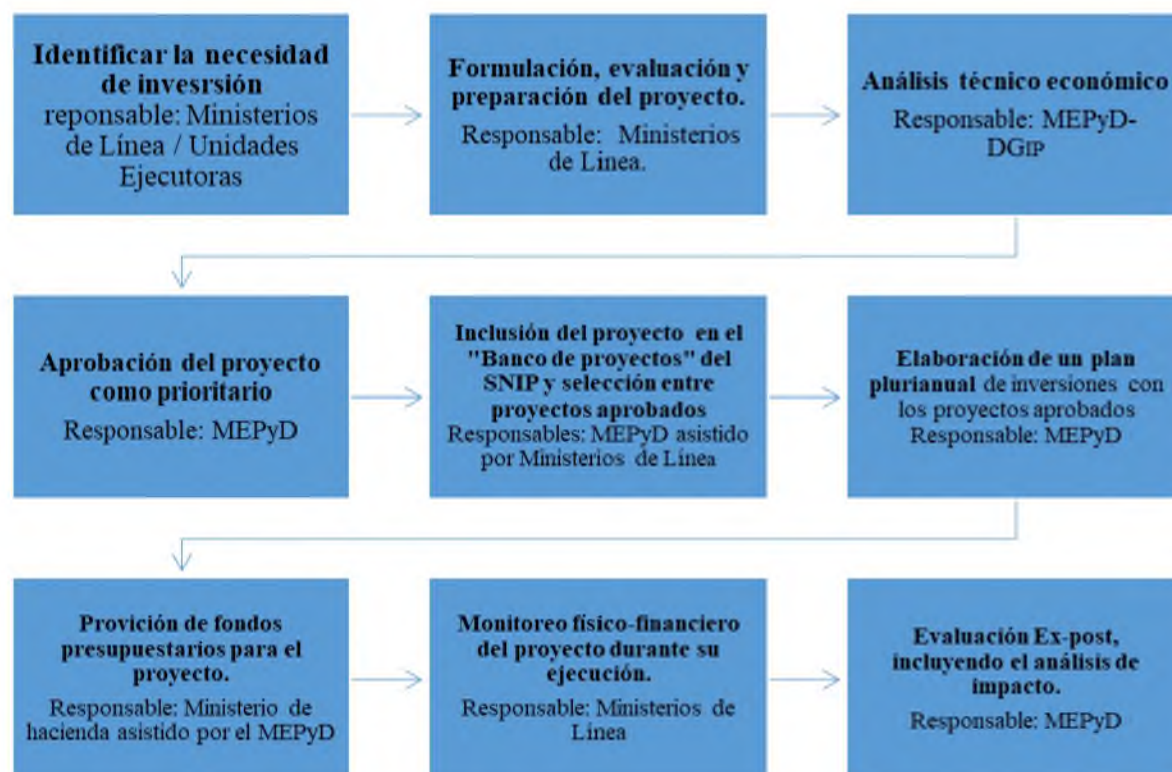 Identificar la necesidad
de invesrsión
reponsable: Ministerios
de Línea / Unidades
Ejecutoras
Formulación, evaluación y
preparación del proyecto.
Responsable: Ministerios
de Línea.
Análisis técnico económico
Responsable: MEPyD-
DGIP
Aprobación del proyecto
como prioritario
Responsable: MEPyD
Inclusión del proyecto en el
"Banco de proyectos" del
SNIP y selección entre
proyectos aprobados
Responsables: MEPyD asistido
por Ministerios de Línea
Elaboración de un plan
plurianual de inversiones con
los proyectos aprobados
Responsable: MEPyD
Provición de fondos
presupuestarios para el
proyecto.
Responsable: Ministerio de
hacienda asistido por el MEPyD
Monitoreo físico-financiero
del proyecto durante su
ejecución.
Responsable: Ministerios de
Línea
Evaluación Ex-post,
incluyendo el análisis de
impacto.
Responsable: MEPyD